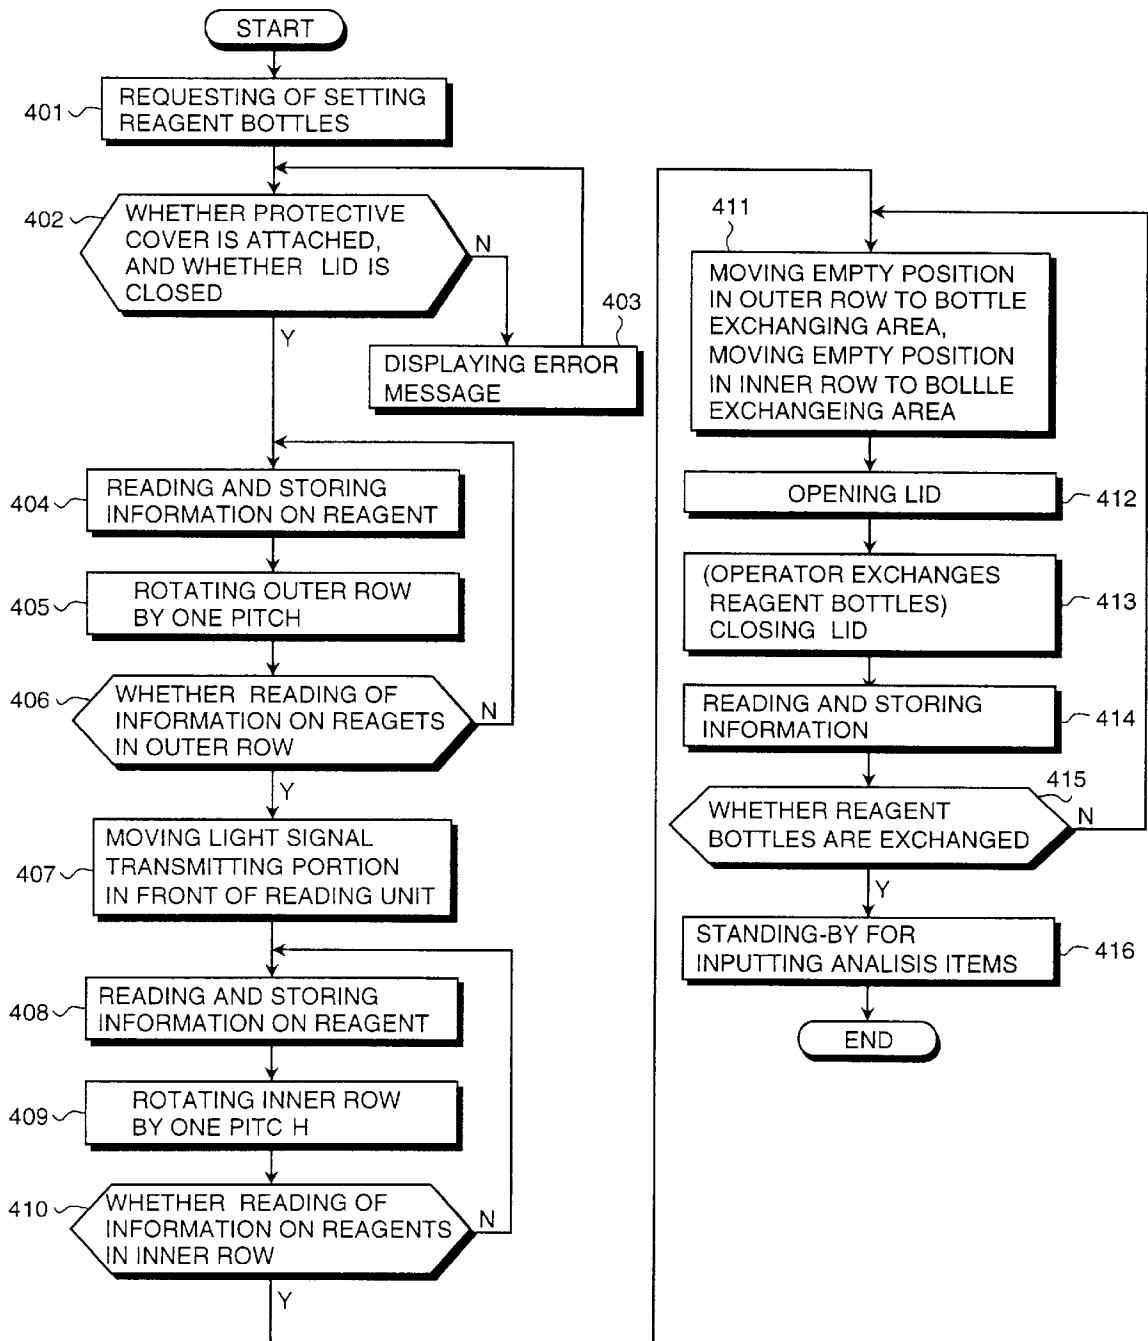 START
401
REQUESTING OF SETTING
REAGENT BOTTLES
402
WHETHER PROTECTIVE
COVER IS ATTACHED,
AND WHETHER LID IS
CLOSED
N
Y
403
DISPLAYING ERROR
MESSAGE
404
READING AND STORING
INFORMATION ON REAGENT
405
ROTATING OUTER ROW
BY ONE PITCH
406
WHETHER READING OF
INFORMATION ON REAGETS
IN OUTER ROW
N
Y
407
MOVING LIGHT SIGNAL
TRANSMITTING PORTION
IN FRONT OF READING UNIT
408
READING AND STORING
INFORMATION ON REAGENT
409
ROTATING INNER ROW
BY ONE PITC H
410
WHETHER READING OF
INFORMATION ON REAGENTS
IN INNER ROW
N
Y
411
MOVING EMPTY POSITION
IN OUTER ROW TO BOTTLE
EXCHANGING AREA,
MOVING EMPTY POSITION
IN INNER ROW TO BOLLLE
EXCHANGEING AREA
OPENING LID
412
(OPERATOR EXCHANGES
REAGENT BOTTLES)
CLOSING LID
413
READING AND STORING
INFORMATION
414
415
WHETHER REAGENT
BOTTLES ARE EXCHANGED
N
Y
STANDING-BY FOR
INPUTTING ANALISIS ITEMS
416
END